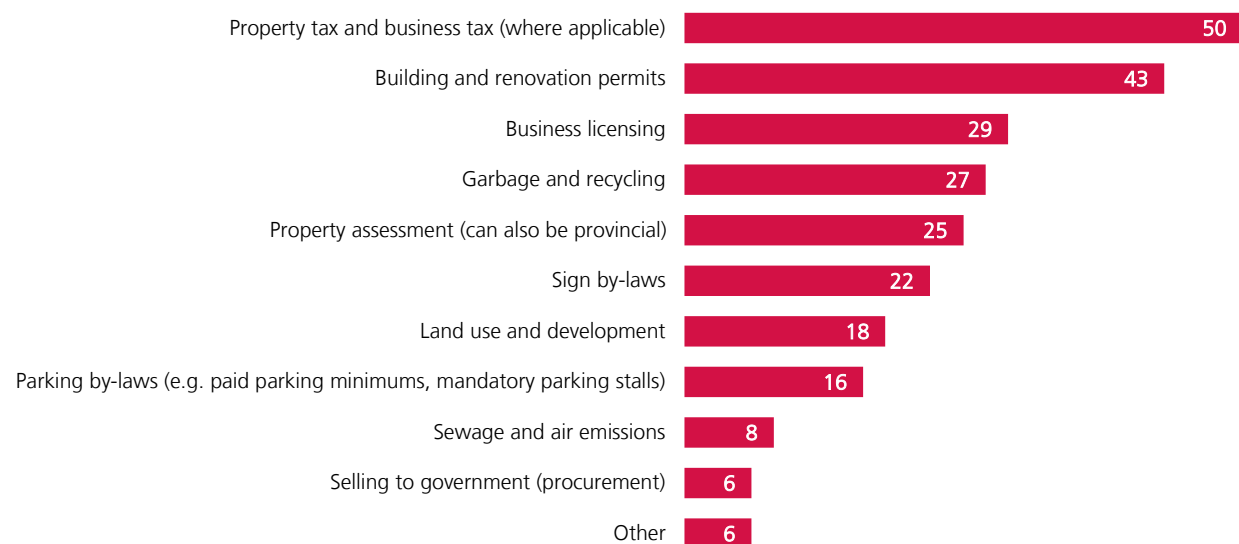 Property tax and business tax (where applicable) 50
Building and renovation permits 43
Business licensing 29
Garbage and recycling 27
Property assessment (can also be provincial) 25
Sign by-laws 22
Land use and development 18
Parking by-laws (e.g. paid parking minimums, mandatory parking stalls) 16
Sewage and air emissions 8
Selling to government (procurement) 6
Other 6